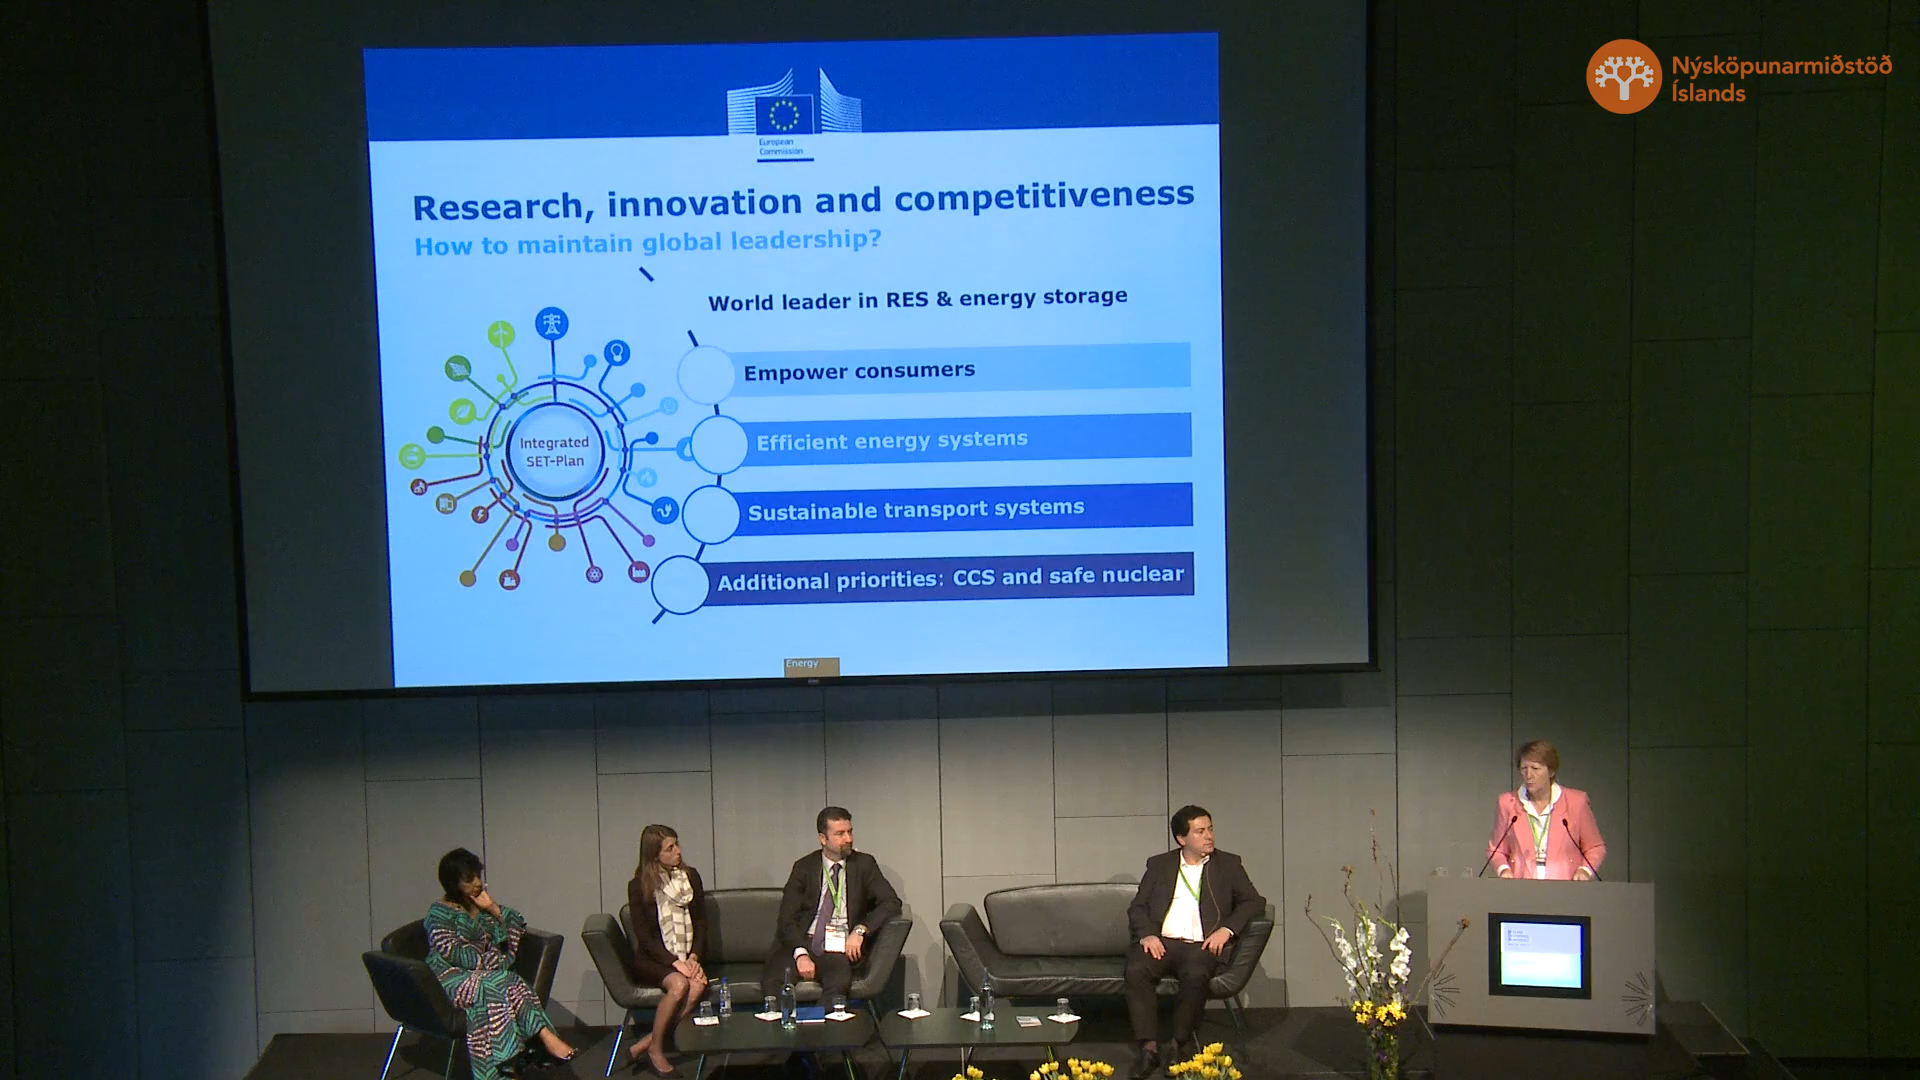 Nýsköpunarmiðstöð
Íslands
European
Commission
Research, innovation and competitiveness
How to maintain global leadership?
World leader in RES & energy storage
Integrated
SET-Plan
Empower consumers
Efficient energy systems
Sustainable transport systems
Additional priorities: CCS and safe nuclear
Energy